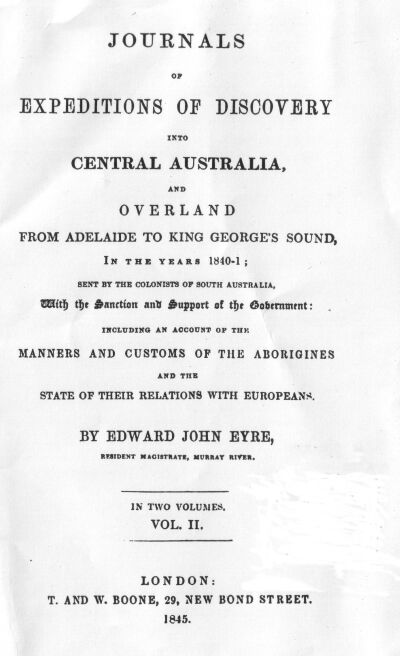 JOURNALS
OF
EXPEDITIONS OF DISCOVERY
INTO
CENTRAL AUSTRALIA,
AND
OVERLAND
FROM ADELAIDE TO KING GEORGE'S SOUND,
IN THE YEARS 1840-1;
SENT BY THE COLONISTS OF SOUTH AUSTRALIA,
With the Sanction and Support of the Government:
INCLUDING AN ACCOUNT OF THE
MANNERS AND CUSTOMS OF THE ABORIGINES
AND THE
STATE OF THEIR RELATIONS WITH EUROPEANS.
BY EDWARD JOHN EYRE,
RESIDENT MAGISTRATE, MURRAY RIVER.
IN TWO VOLUMES.
VOL. II.
LONDON:
T. AND W. BOONE, 29, NEW BOND STREET.
1845.